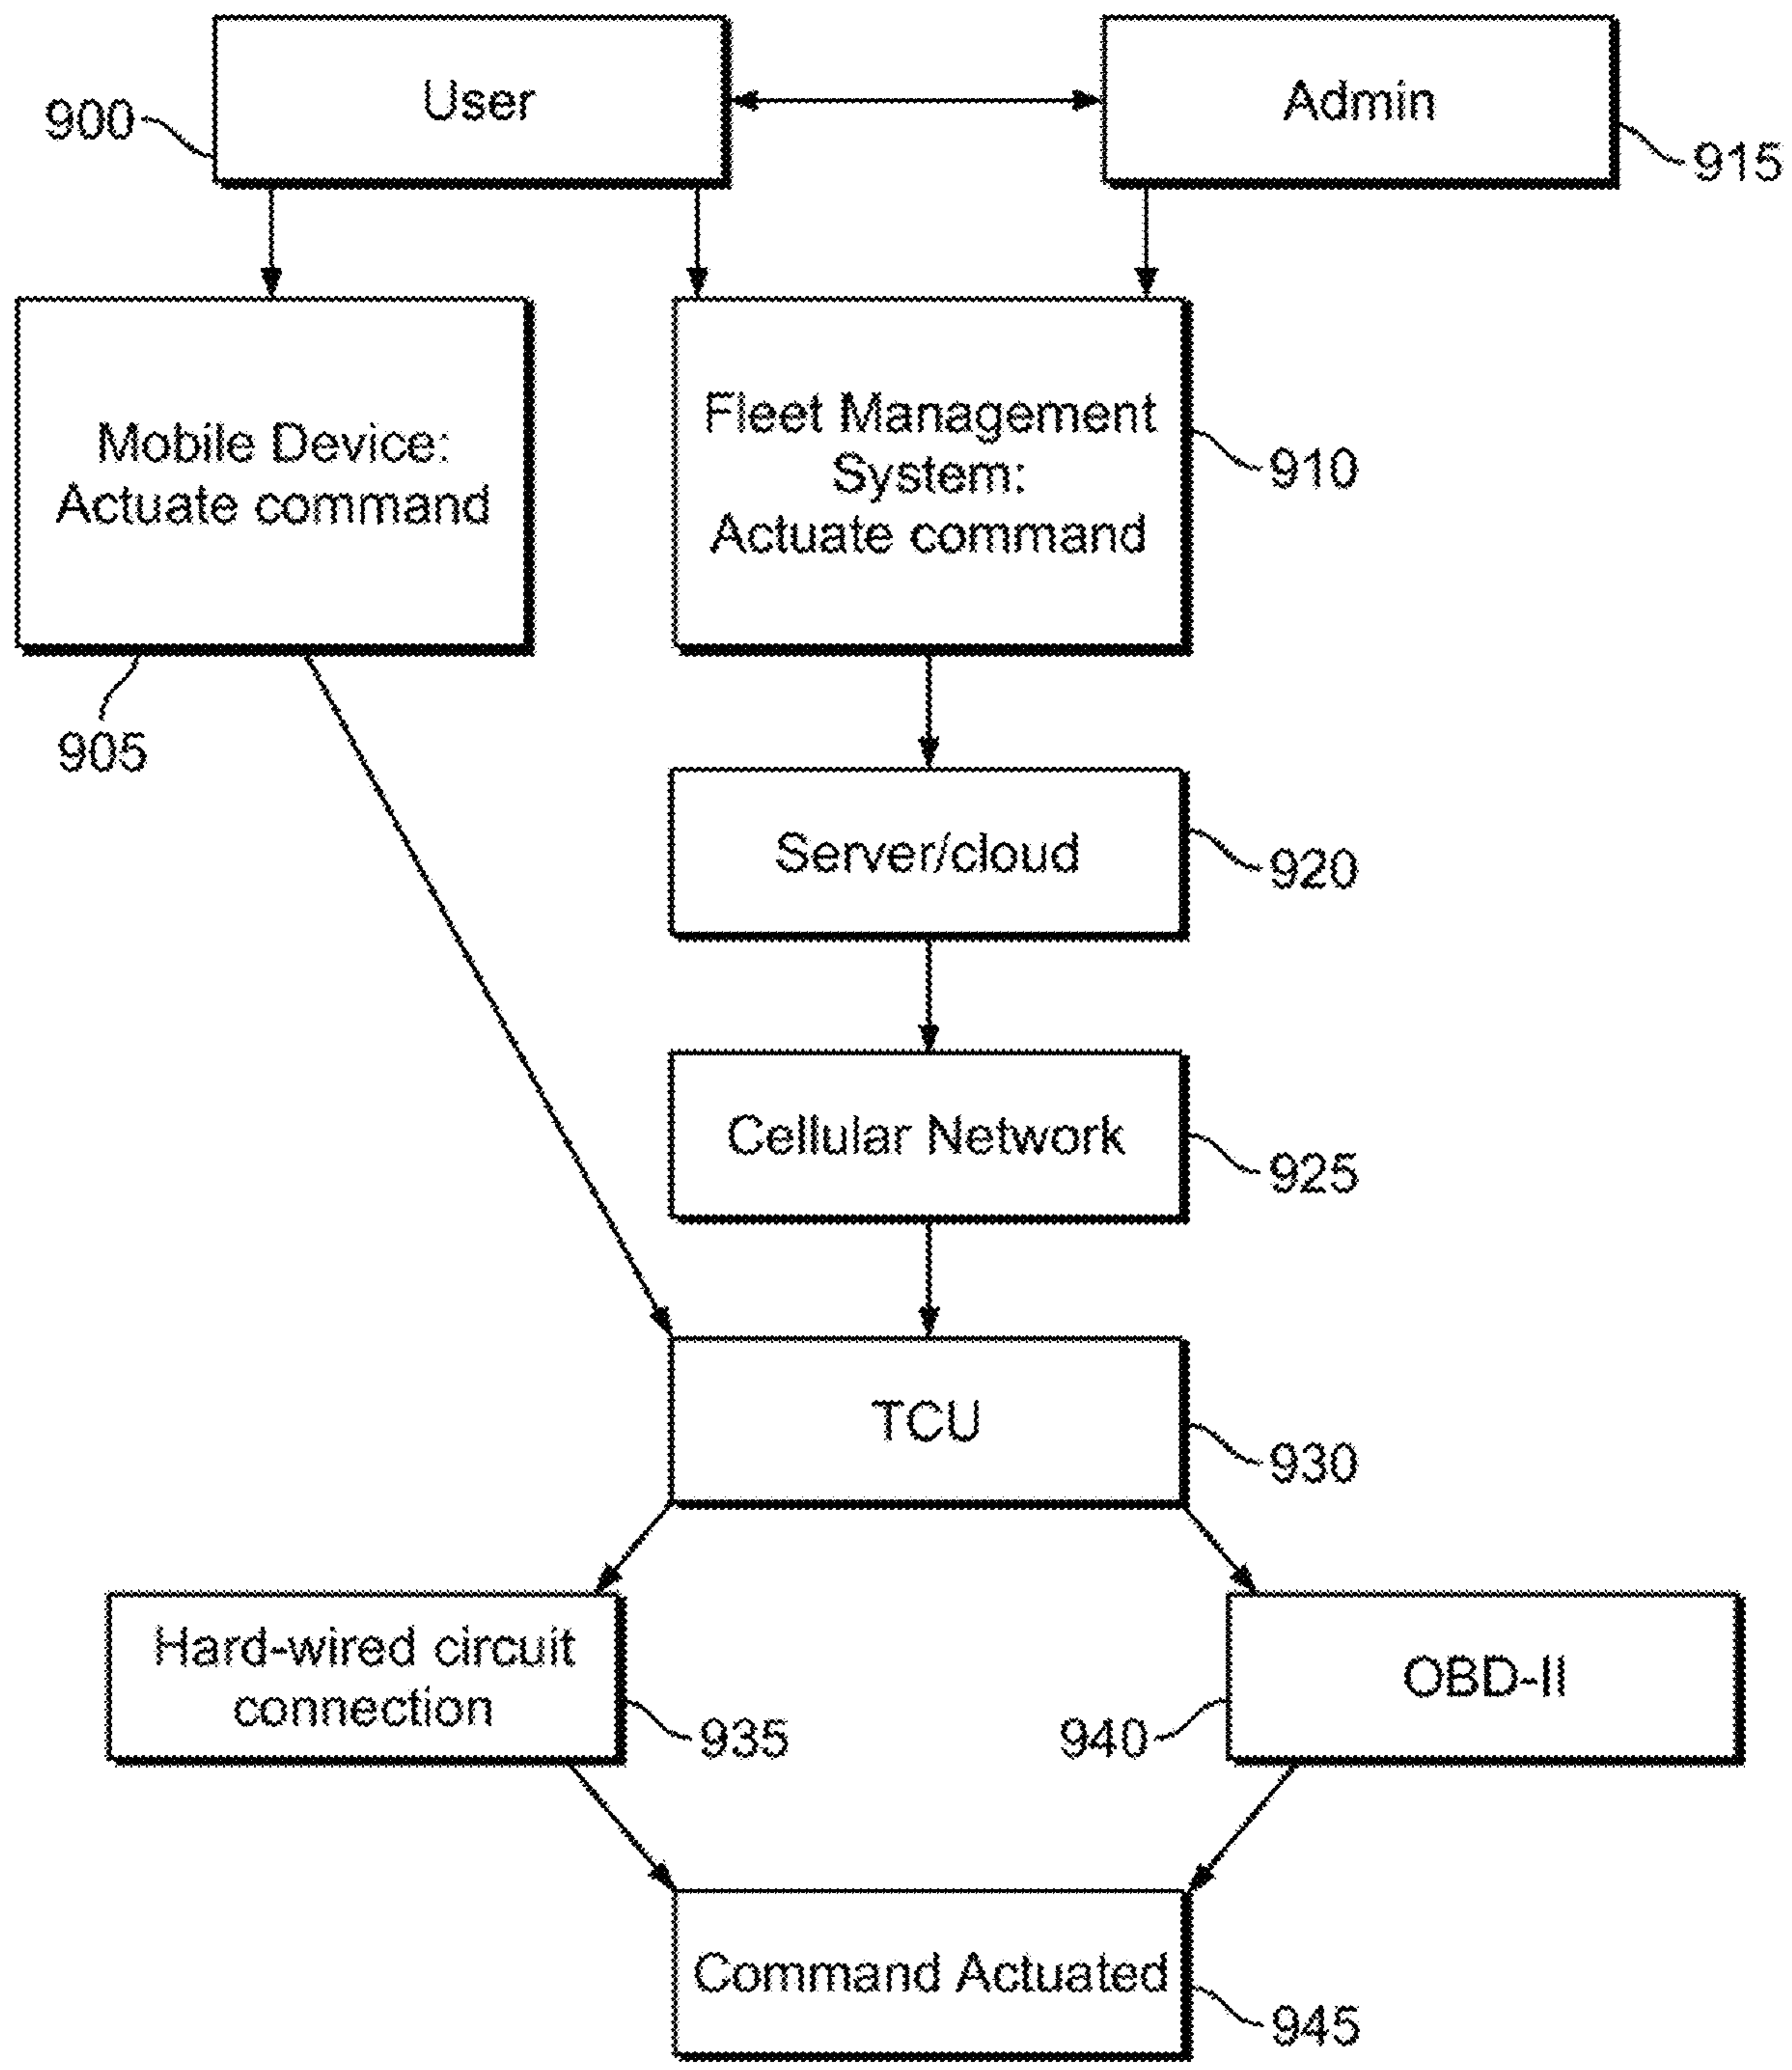 User
Admin
900
915
Mobile Device:
Actuate command
Fleet Management
System:
Actuate command
910
905
Server/cloud
920
Cellular Network
925
TCU
930
Hard-wired circuit
connection
935
OBD-II
940
Command Actuated
945